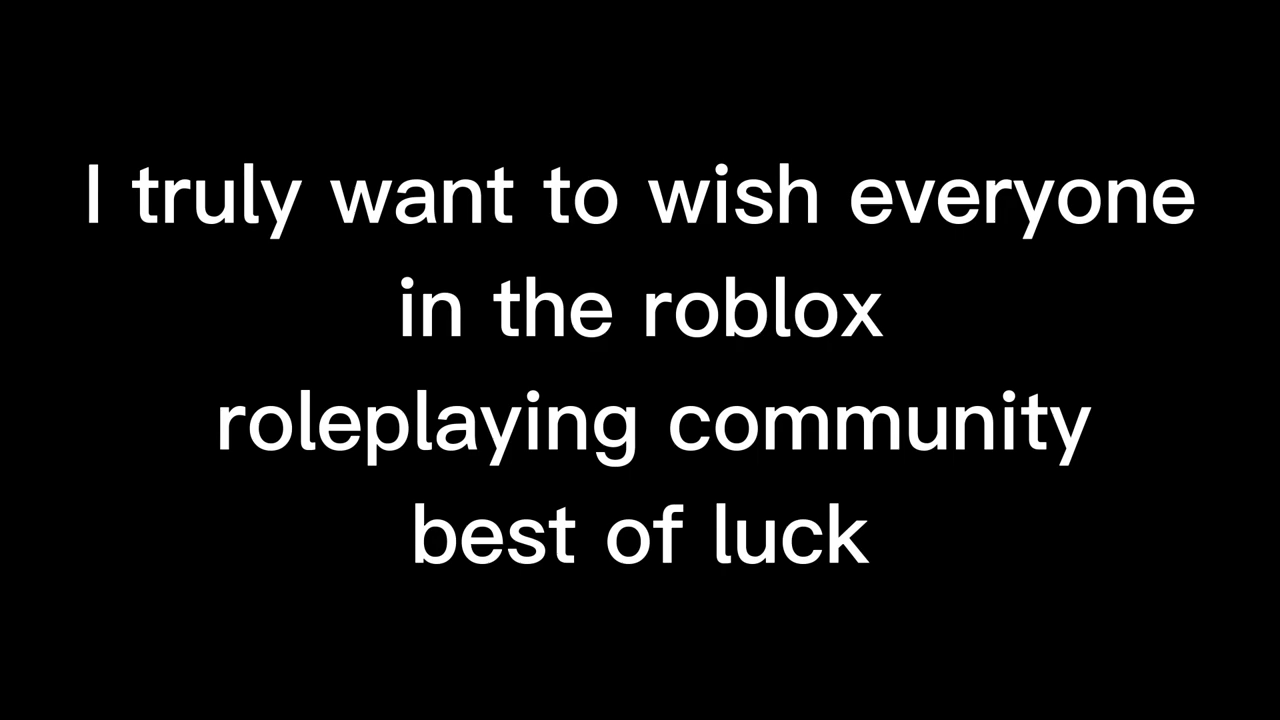 I truly want to wish everyone
in the roblox
roleplaying community
best of luck